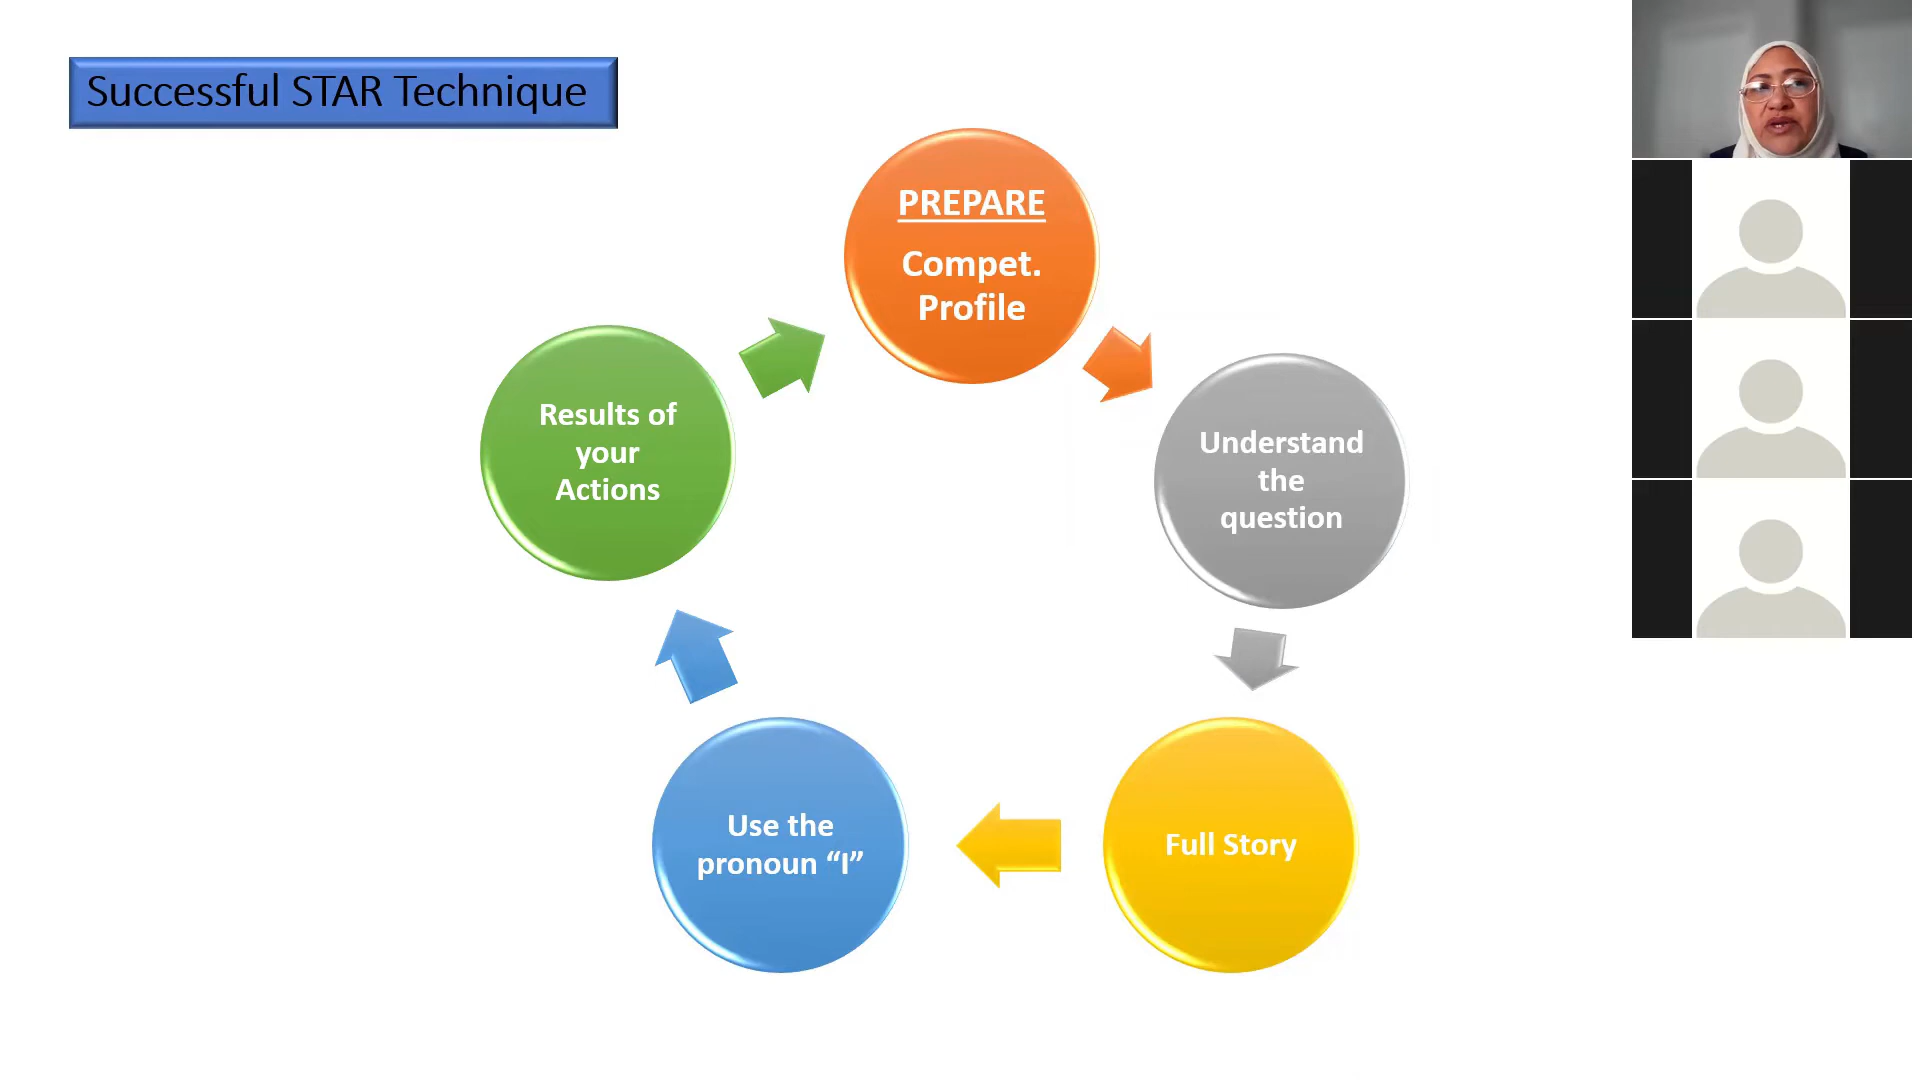 Successful STAR Technique
PREPARE
Compet.
Profile
Understand
the
question
Full Story
Use the
pronoun “I”
Results of
your
Actions